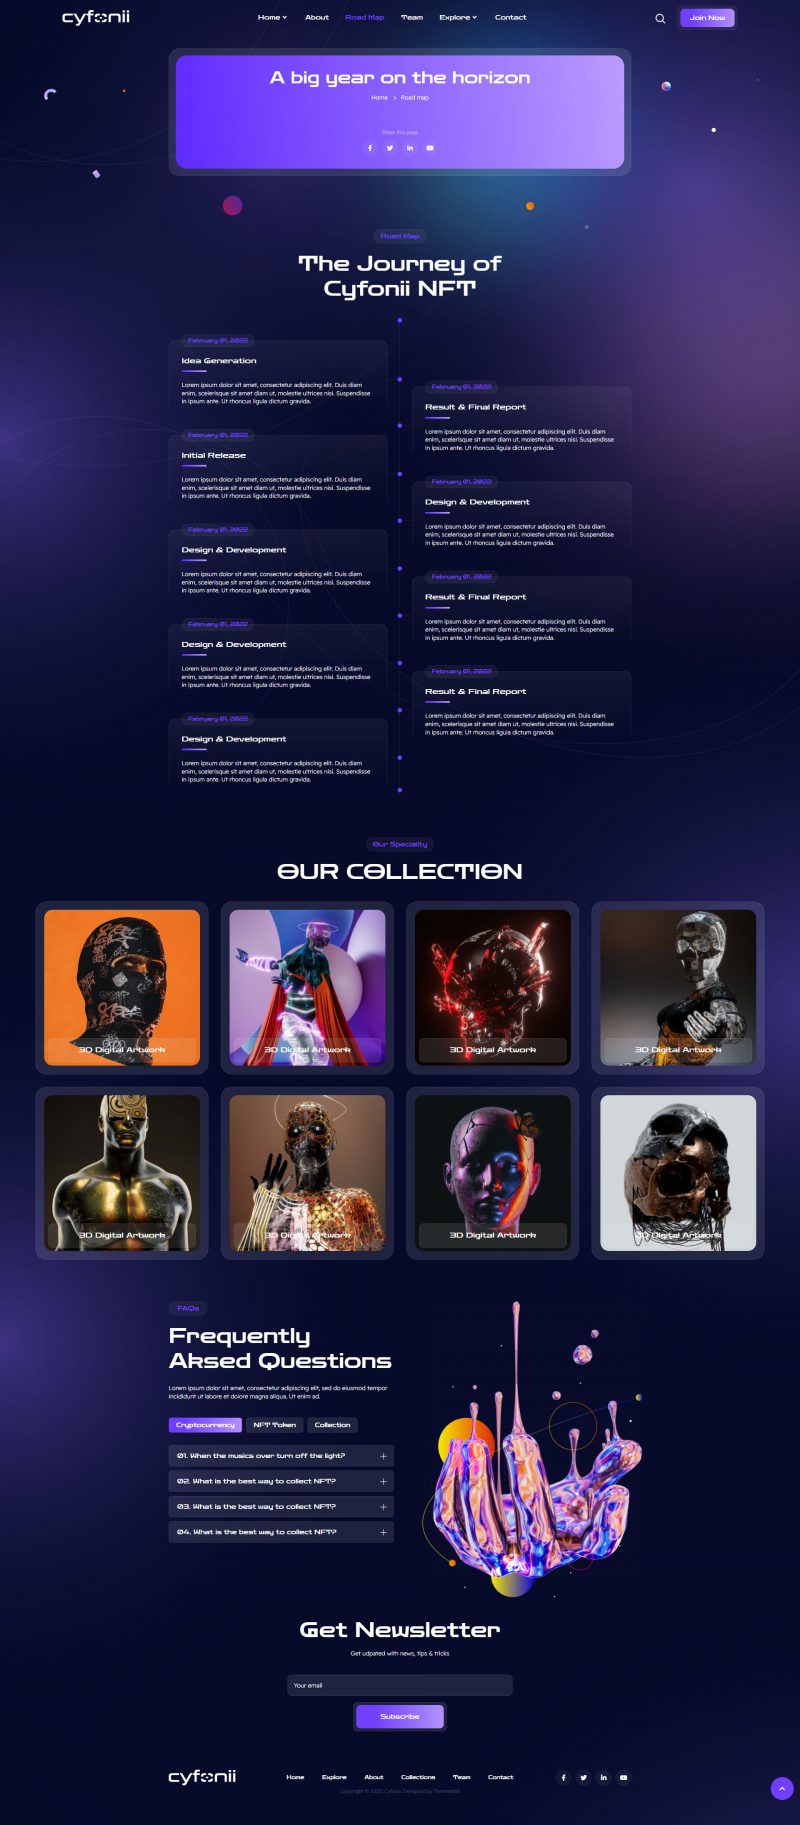 cyfonii
Home About Road Map Team Explore Contact
Join Now
A big year on the horizon
Home > Road map
Share this page
Road Map
The Journey of
Cyfonii NFT
February 01, 2022
Idea Generation
Lorem ipsum dolor sit amet, consectetur adipiscing elit. Duis diam
enim, scelerisque sit amet diam ut, molestie ultrices nisi. Suspendisse
in ipsum ante. Ut rhoncus ligula dictum gravida.
February 01, 2022
Result & Final Report
Lorem ipsum dolor sit amet, consectetur adipiscing elit. Duis diam
enim, scelerisque sit amet diam ut, molestie ultrices nisi. Suspendisse
in ipsum ante. Ut rhoncus ligula dictum gravida.
February 01, 2022
Initial Release
Lorem ipsum dolor sit amet, consectetur adipiscing elit. Duis diam
enim, scelerisque sit amet diam ut, molestie ultrices nisi. Suspendisse
in ipsum ante. Ut rhoncus ligula dictum gravida.
February 01, 2022
Design & Development
Lorem ipsum dolor sit amet, consectetur adipiscing elit. Duis diam
enim, scelerisque sit amet diam ut, molestie ultrices nisi. Suspendisse
in ipsum ante. Ut rhoncus ligula dictum gravida.
February 01, 2022
Design & Development
Lorem ipsum dolor sit amet, consectetur adipiscing elit. Duis diam
enim, scelerisque sit amet diam ut, molestie ultrices nisi. Suspendisse
in ipsum ante. Ut rhoncus ligula dictum gravida.
February 01, 2022
Result & Final Report
Lorem ipsum dolor sit amet, consectetur adipiscing elit. Duis diam
enim, scelerisque sit amet diam ut, molestie ultrices nisi. Suspendisse
in ipsum ante. Ut rhoncus ligula dictum gravida.
February 01, 2022
Design & Development
Lorem ipsum dolor sit amet, consectetur adipiscing elit. Duis diam
enim, scelerisque sit amet diam ut, molestie ultrices nisi. Suspendisse
in ipsum ante. Ut rhoncus ligula dictum gravida.
February 01, 2022
Result & Final Report
Lorem ipsum dolor sit amet, consectetur adipiscing elit. Duis diam
enim, scelerisque sit amet diam ut, molestie ultrices nisi. Suspendisse
in ipsum ante. Ut rhoncus ligula dictum gravida.
February 01, 2022
Design & Development
Lorem ipsum dolor sit amet, consectetur adipiscing elit. Duis diam
enim, scelerisque sit amet diam ut, molestie ultrices nisi. Suspendisse
in ipsum ante. Ut rhoncus ligula dictum gravida.
Our Speciality
OUR COLLECTION
3D Digital Artwork 3D Digital Artwork 3D Digital Artwork 3D Digital Artwork
3D Digital Artwork 3D Digital Artwork 3D Digital Artwork 3D Digital Artwork
FAQs
Frequently
Aksed Questions
Lorem ipsum dolor sit amet, consectetur adipiscing elit, sed do eiusmod tempor
incididunt ut labore et dolore magna aliqua. Ut enim ad.
Cryptocurrency NFT Token Collection
01. When the musics over turn off the light? +
02. What is the best way to collect NFT? +
03. What is the best way to collect NFT? +
04. What is the best way to collect NFT? +
Get Newsletter
Get udpated with news, tips & tricks
Your email
Subscribe
cyfonii
Home Explore About Collections Team Contact
Copyright © 2022, Cyfonii. Designed by Themesflat